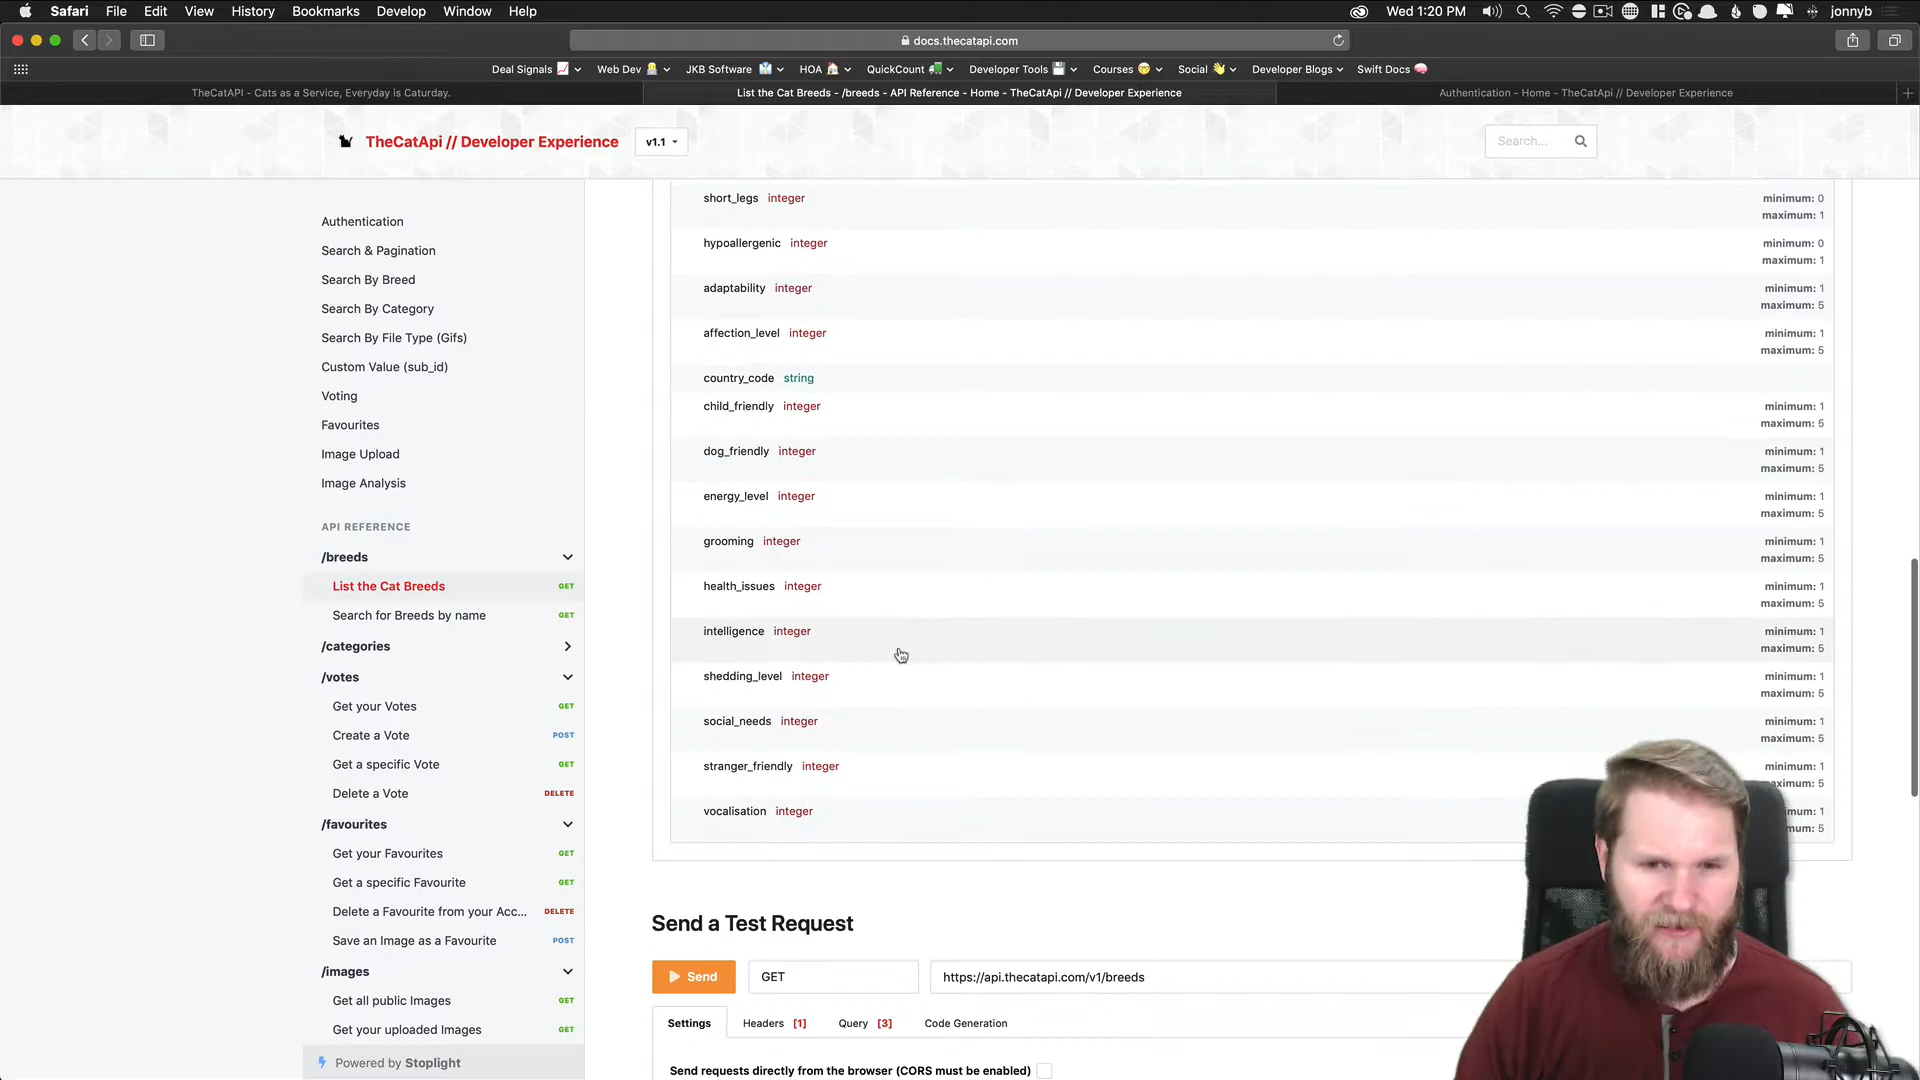 Safari File Edit View History Bookmarks Develop Window Help Wed 1:20 PM jonnyb
docs.thecatapi.com
Deal Signals Web Dev JKB Software HOA QuickCount Developer Tools Courses Social Developer Blogs Swift Docs
TheCatAPI - Cats as a Service, Everyday is Caturday. List the Cat Breeds - /breeds - API Reference - Home - TheCatApi // Developer Experience Authentication - Home - TheCatApi // Developer Experience
TheCatApi // Developer Experience v1.1 Search...
Authentication
Search & Pagination
Search By Breed
Search By Category
Search By File Type (Gifs)
Custom Value (sub_id)
Voting
Favourites
Image Upload
Image Analysis
API REFERENCE
/breeds
List the Cat Breeds GET
Search for Breeds by name GET
/categories
/votes
Get your Votes GET
Create a Vote POST
Get a specific Vote GET
Delete a Vote DELETE
/favourites
Get your Favourites GET
Get a specific Favourite GET
Delete a Favourite from your Acc... DELETE
Save an Image as a Favourite POST
/images
Get all public Images GET
Get your uploaded Images GET
Powered by Stoplight
short_legs integer minimum: 0
maximum: 1
hypoallergenic integer minimum: 0
maximum: 1
adaptability integer minimum: 1
maximum: 5
affection_level integer minimum: 1
maximum: 5
country_code string
child_friendly integer minimum: 1
maximum: 5
dog_friendly integer minimum: 1
maximum: 5
energy_level integer minimum: 1
maximum: 5
grooming integer minimum: 1
maximum: 5
health_issues integer minimum: 1
maximum: 5
intelligence integer minimum: 1
maximum: 5
shedding_level integer minimum: 1
maximum: 5
social_needs integer minimum: 1
maximum: 5
stranger_friendly integer minimum: 1
ximum: 5
vocalisation integer imum: 1
mum: 5
Send a Test Request
Send GET https://api.thecatapi.com/v1/breeds
Settings Headers [1] Query [3] Code Generation
Send requests directly from the browser (CORS must be enabled)